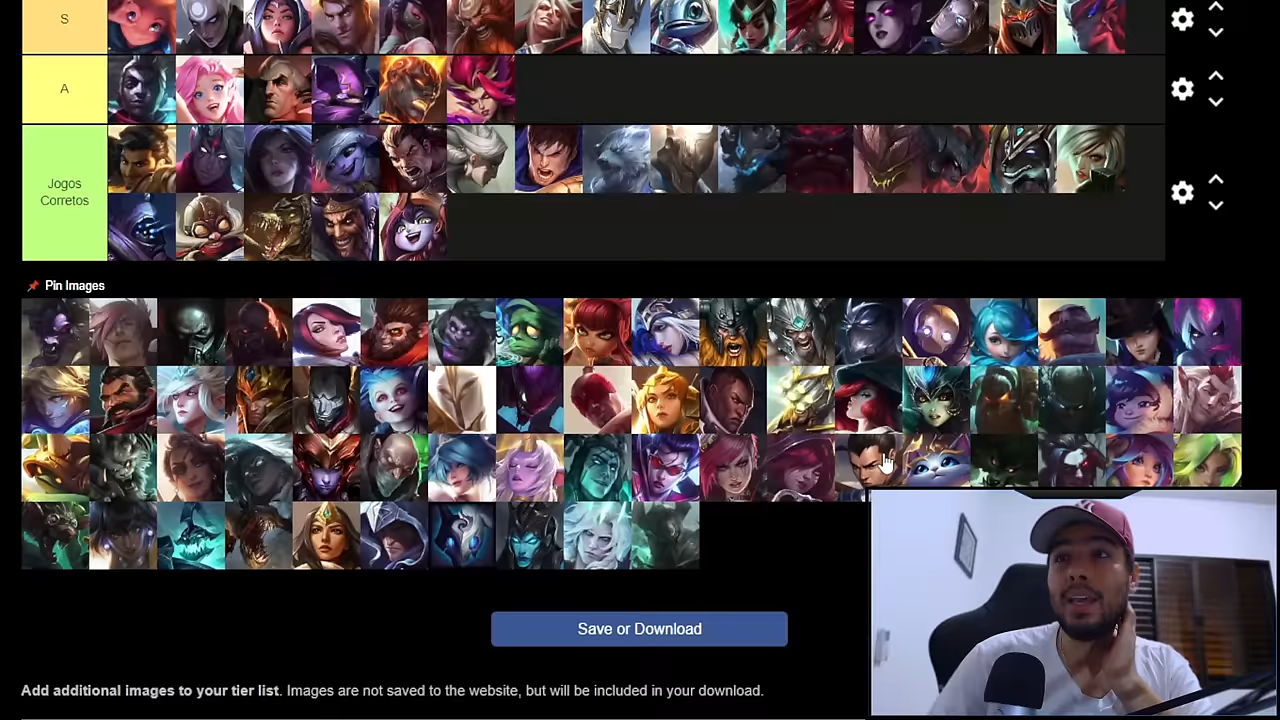 S
A
Jogos
Corretos
Pin Images
Save or Download
Add additional images to your tier list. Images are not saved to the website, but will be included in your download.